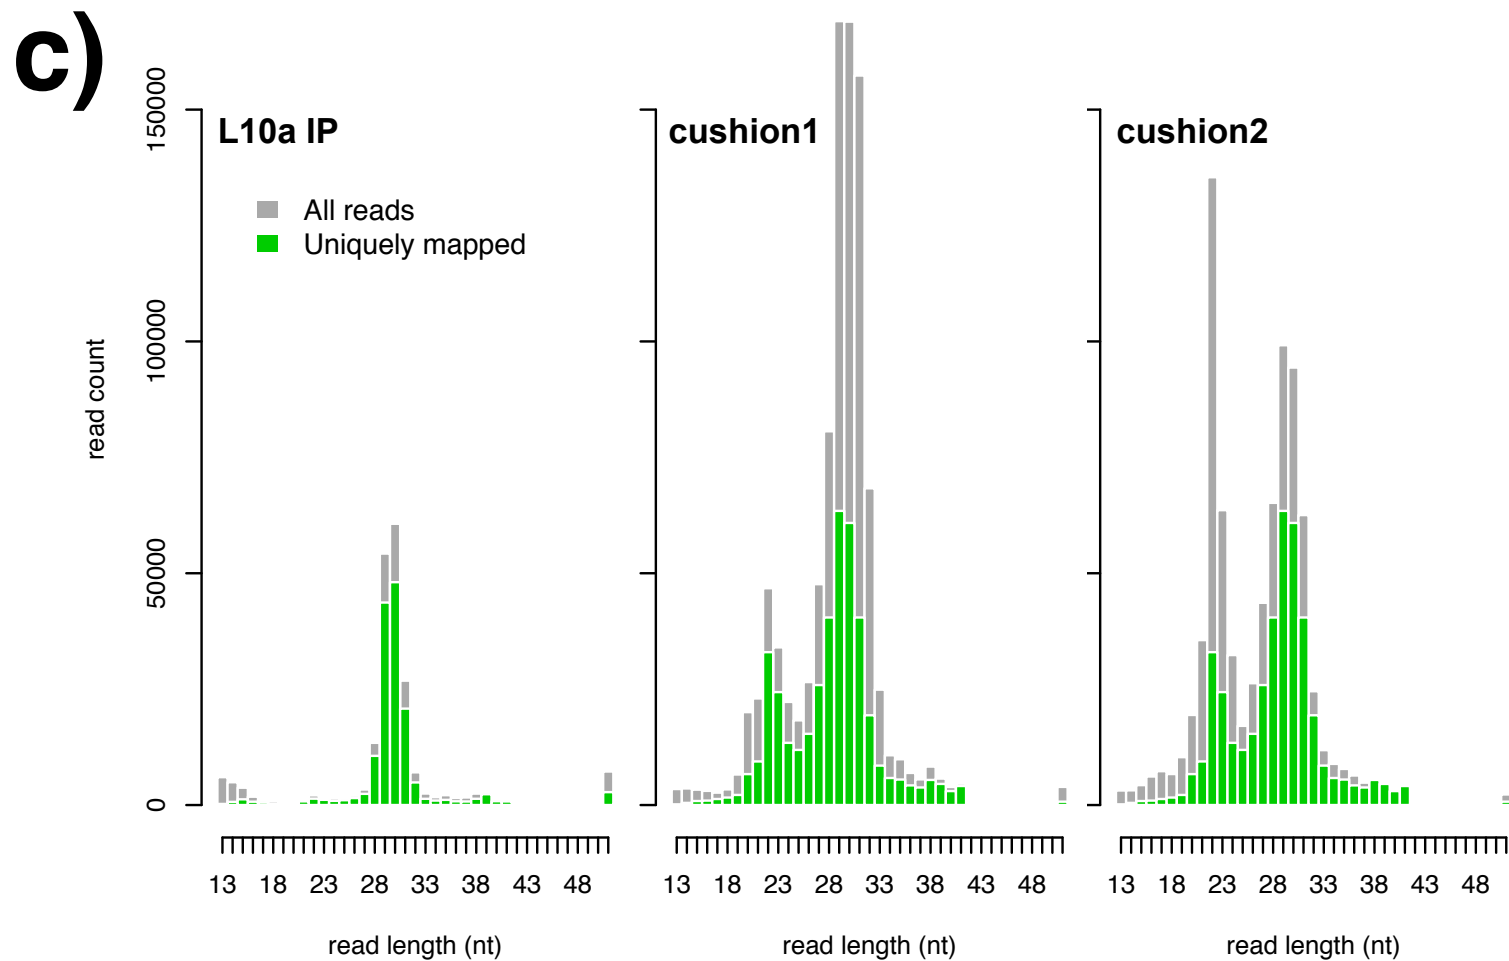 c)
L10a IP
cushion1
cushion2
All reads
Uniquely mapped
read count
0
50000
100000
150000
13 18 23 28 33 38 43 48
13 18 23 28 33 38 43 48
13 18 23 28 33 38 43 48
read length (nt)
read length (nt)
read length (nt)